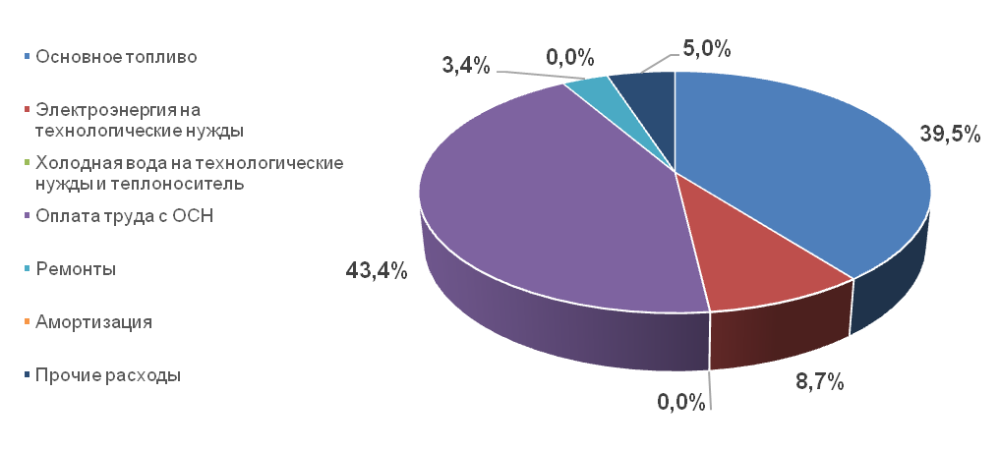 Основное топливо
Электроэнергия на
технологические нужды
Холодная вода на технологические
нужды и теплоноситель
Оплата труда с ОСН
Ремонты
Амортизация
Прочие расходы
3,4%
0,0%
5,0%
39,5%
43,4%
8,7%
0,0%